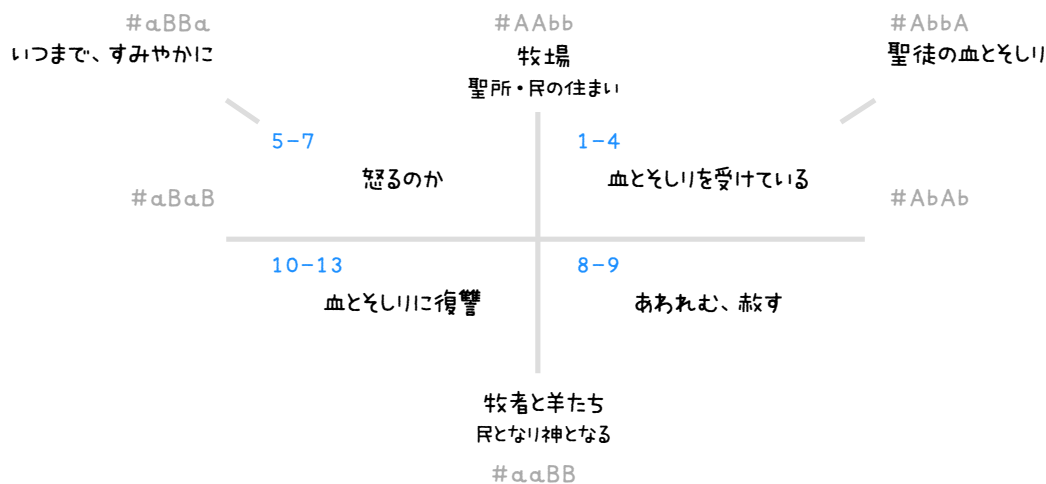 #aBBa
いつまで、すみやかに
#AAbb
牧場
聖所・民の住まい
#AbbA
聖徒の血とそしり
5-7
怒るのか
1-4
血とそしりを受けている
#aBaB
#AbAb
10-13
血とそしりに復讐
8-9
あわれむ、赦す
牧者と羊たち
民となり神となる
#aaBB